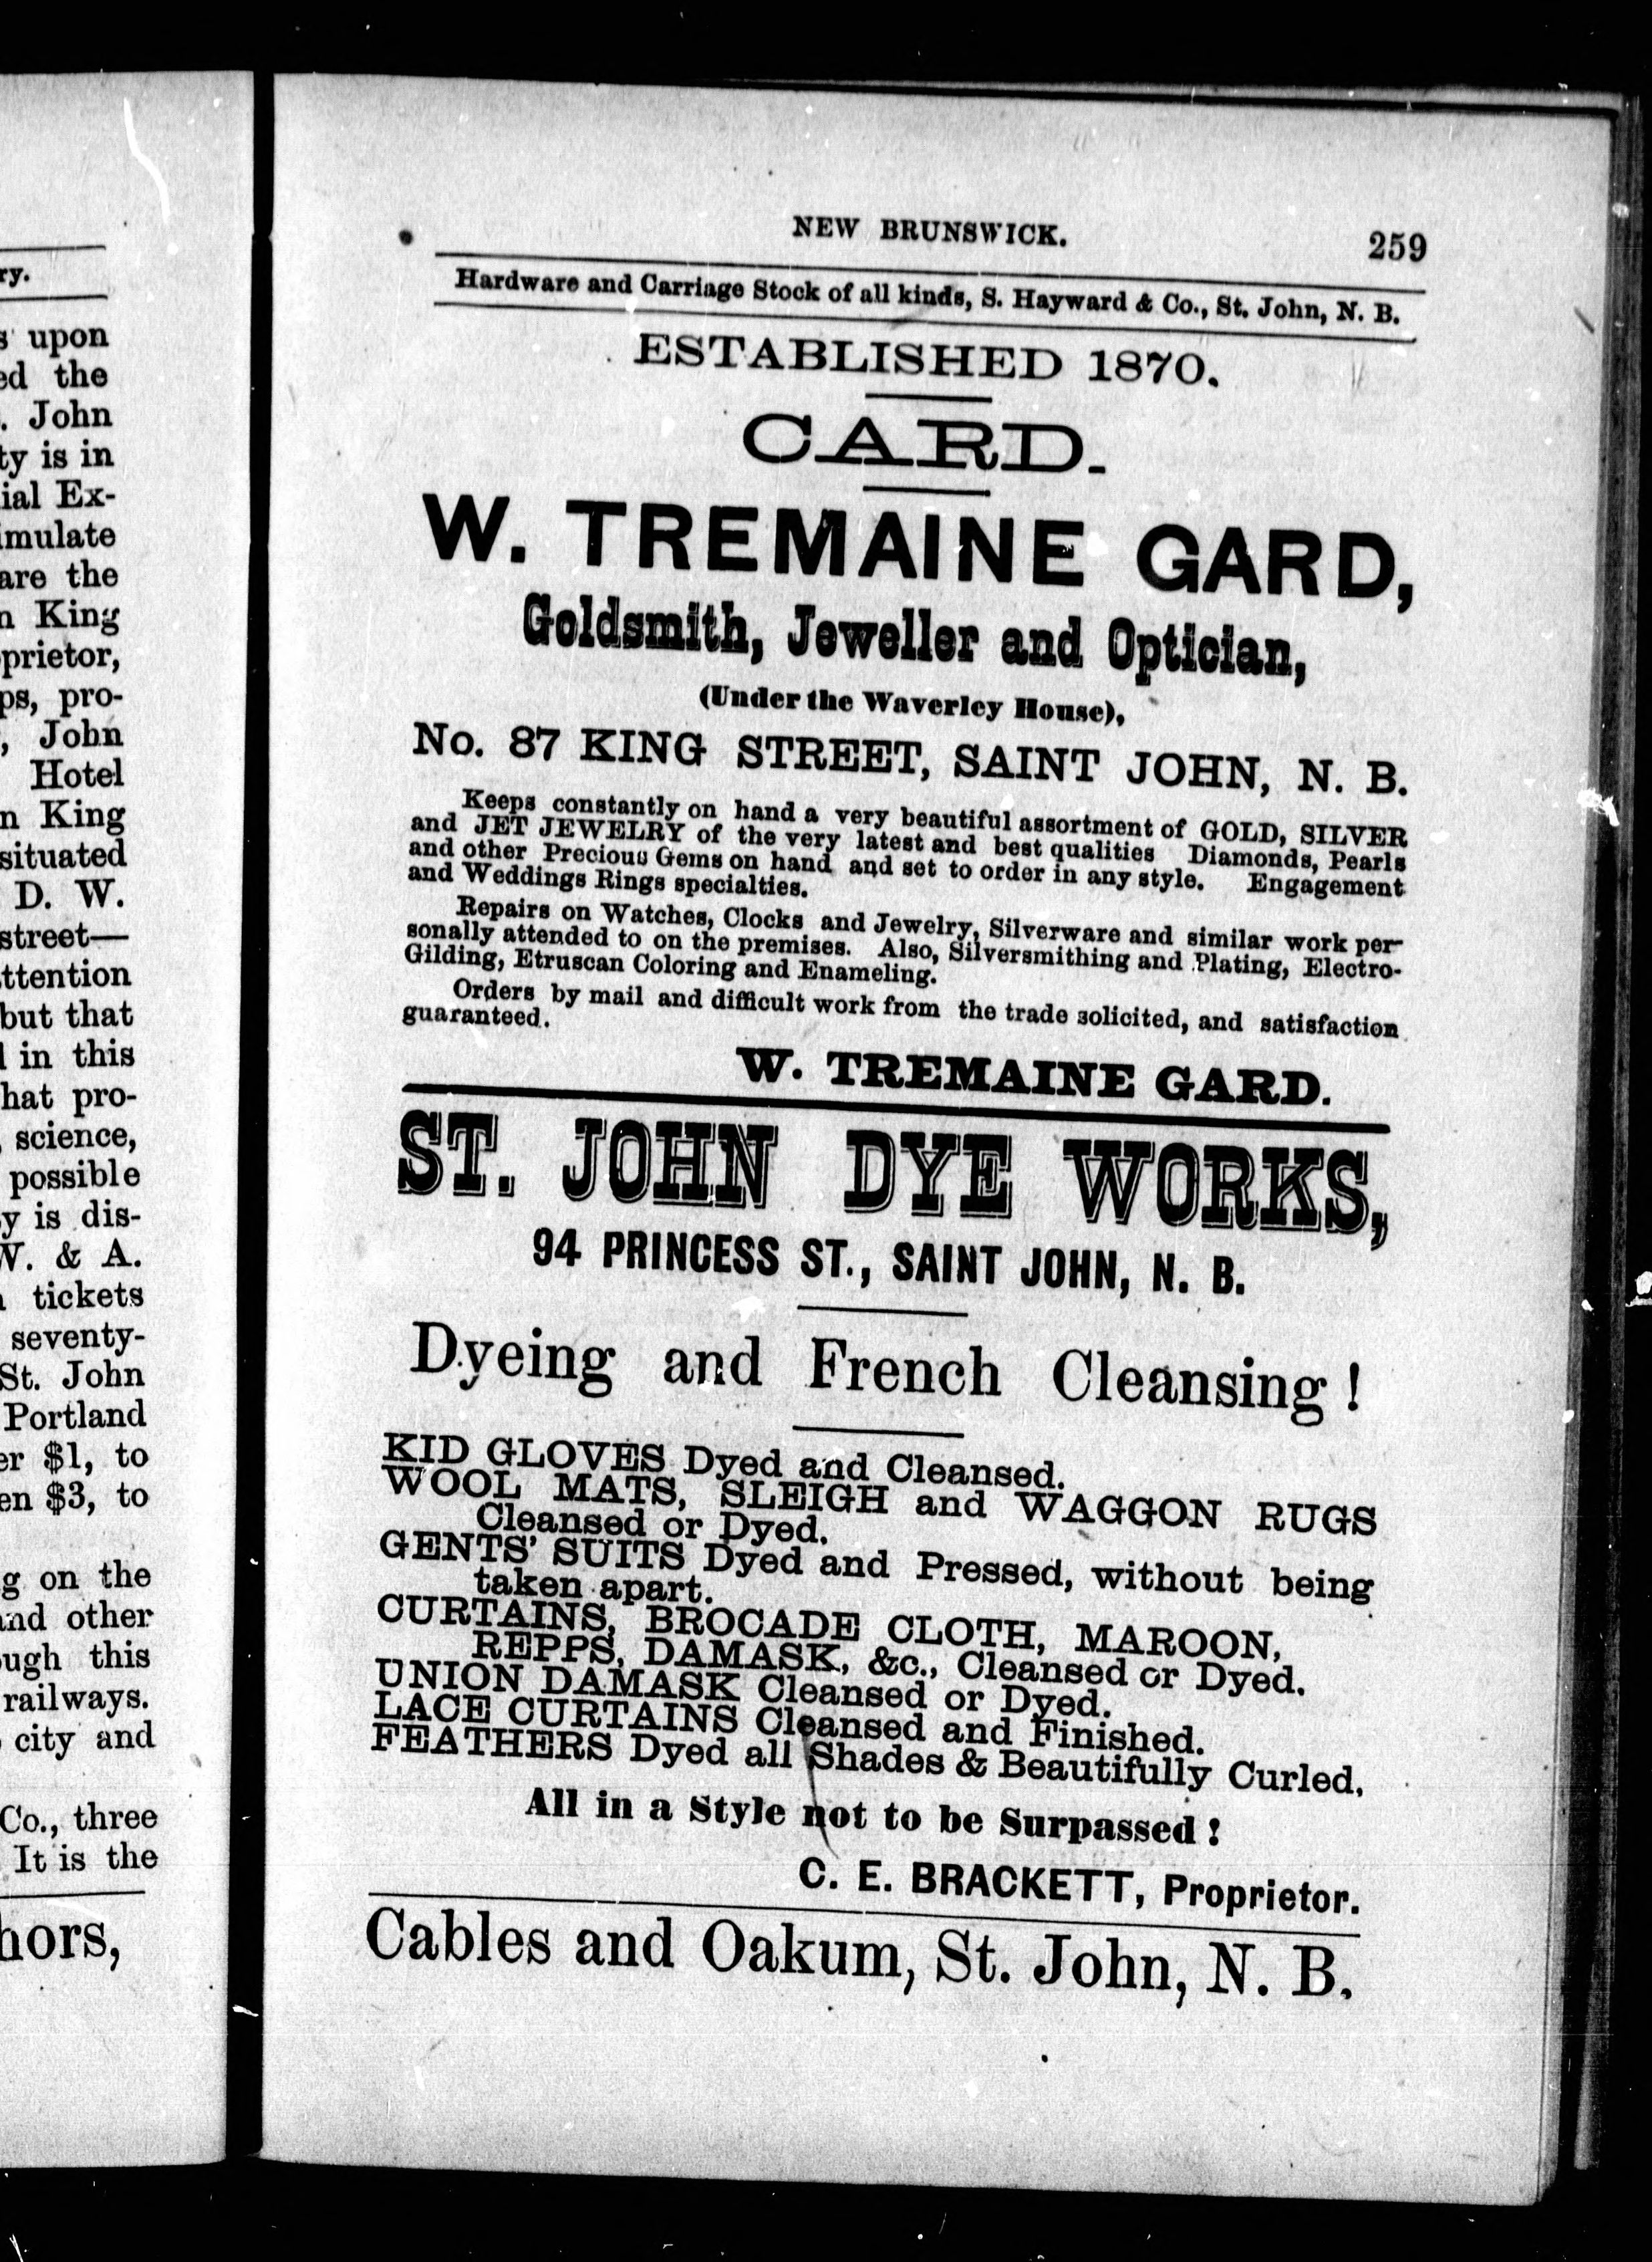 ry.
upon
ed the
. John
ty is in
ial Ex-
imulate
are the
n King
prietor,
ps, pro-
, John
Hotel
n King
situated
D. W.
street—
ttention
but that
l in this
hat pro-
, science,
possible
y is dis-
W. & A.
tickets
seventy-
St. John
Portland
er $1, to
en $3, to
g on the
and other
ough this
railways.
city and
Co., three
It is the
hors,
NEW BRUNSWICK. 259
Hardware and Carriage Stock of all kinds, S. Hayward & Co., St. John, N. B.
ESTABLISHED 1870.
CARD.
W. TREMAINE GARD,
Goldsmith, Jeweller and Optician,
(Under the Waverley House),
No. 87 KING STREET, SAINT JOHN, N. B.
Keeps constantly on hand a very beautiful assortment of GOLD, SILVER
and JET JEWELRY of the very latest and best qualities Diamonds, Pearls
and other Precious Gems on hand and set to order in any style. Engagement
and Weddings Rings specialties.
Repairs on Watches, Clocks and Jewelry, Silverware and similar work per-
sonally attended to on the premises. Also, Silversmithing and Plating, Electro-
Gilding, Etruscan Coloring and Enameling.
Orders by mail and difficult work from the trade solicited, and satisfaction
guaranteed.
W. TREMAINE GARD.
ST. JOHN DYE WORKS,
94 PRINCESS ST., SAINT JOHN, N. B.
Dyeing and French Cleansing !
KID GLOVES Dyed and Cleansed.
WOOL MATS, SLEIGH and WAGGON RUGS
Cleansed or Dyed.
GENTS' SUITS Dyed and Pressed, without being
taken apart.
CURTAINS, BROCADE CLOTH, MAROON,
REPPS, DAMASK, &c., Cleansed or Dyed.
UNION DAMASK Cleansed or Dyed.
LACE CURTAINS Cleansed and Finished.
FEATHERS Dyed all Shades & Beautifully Curled.
All in a Style not to be Surpassed !
C. E. BRACKETT, Proprietor.
Cables and Oakum, St. John, N. B.